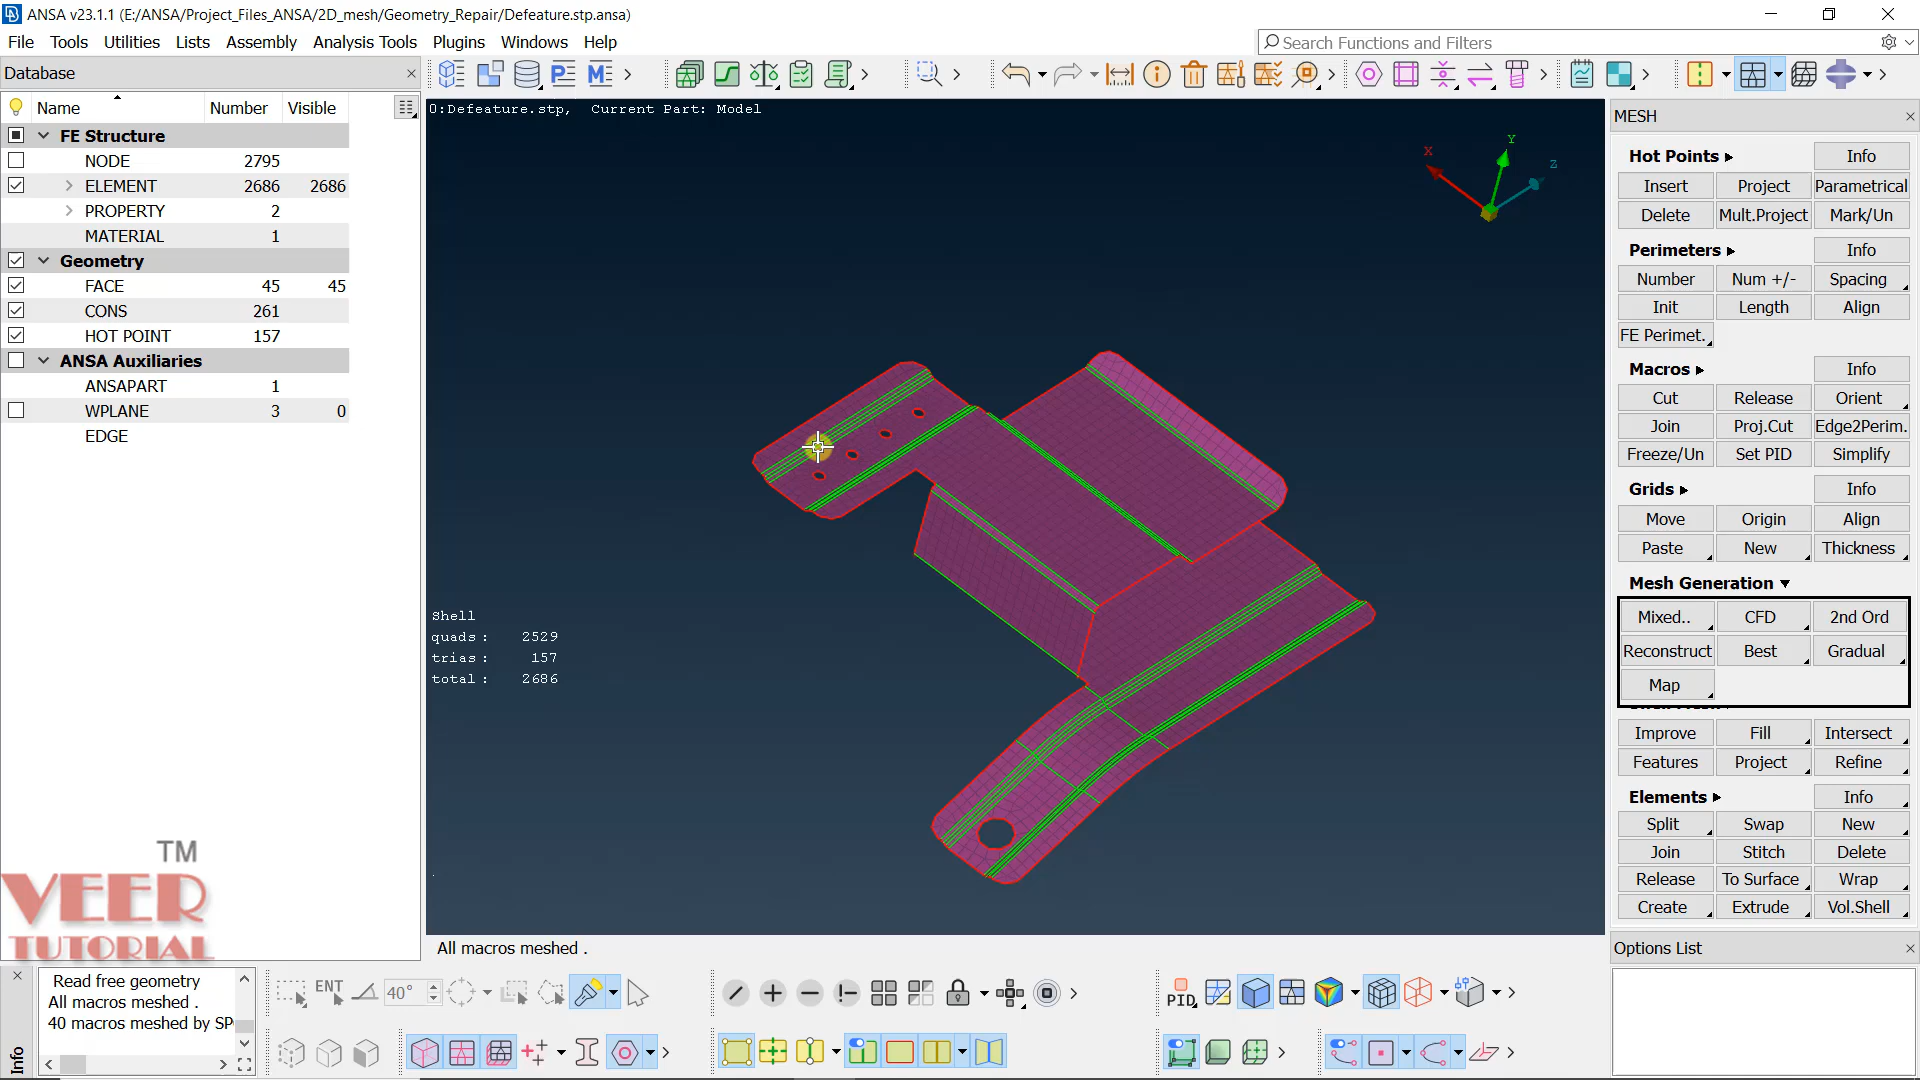 ANSA v23.1.1 (E:/ANSA/Project_Files_ANSA/2D_mesh/Geometry_Repair/Defeature.stp.ansa)
File Tools Utilities Lists Assembly Analysis Tools Plugins Windows Help
Search Functions and Filters
Database
Name Number Visible
FE Structure
NODE 2795
ELEMENT 2686 2686
PROPERTY 2
MATERIAL 1
Geometry
FACE 45 45
CONS 261
HOT POINT 157
ANSA Auxiliaries
ANSAPART 1
WPLANE 3 0
EDGE
TM
VEER
TUTORIAL
0:Defeature.stp, Current Part: Model
X
Y
Z
Shell
quads : 2529
trias : 157
total : 2686
All macros meshed .
MESH
Hot Points Info
Insert Project Parametrical
Delete Mult.Project Mark/Un
Perimeters Info
Number Num +/- Spacing
Init Length Align
FE Perimet.
Macros Info
Cut Release Orient
Join Proj.Cut Edge2Perim.
Freeze/Un Set PID Simplify
Grids Info
Move Origin Align
Paste New Thickness
Mesh Generation
Mixed.. CFD 2nd Ord
Reconstruct Best Gradual
Map
Improve Fill Intersect
Features Project Refine
Elements Info
Split Swap New
Join Stitch Delete
Release To Surface Wrap
Create Extrude Vol.Shell
Options List
Read free geometry
All macros meshed .
40 macros meshed by SP
Info
ENT
40°
PID